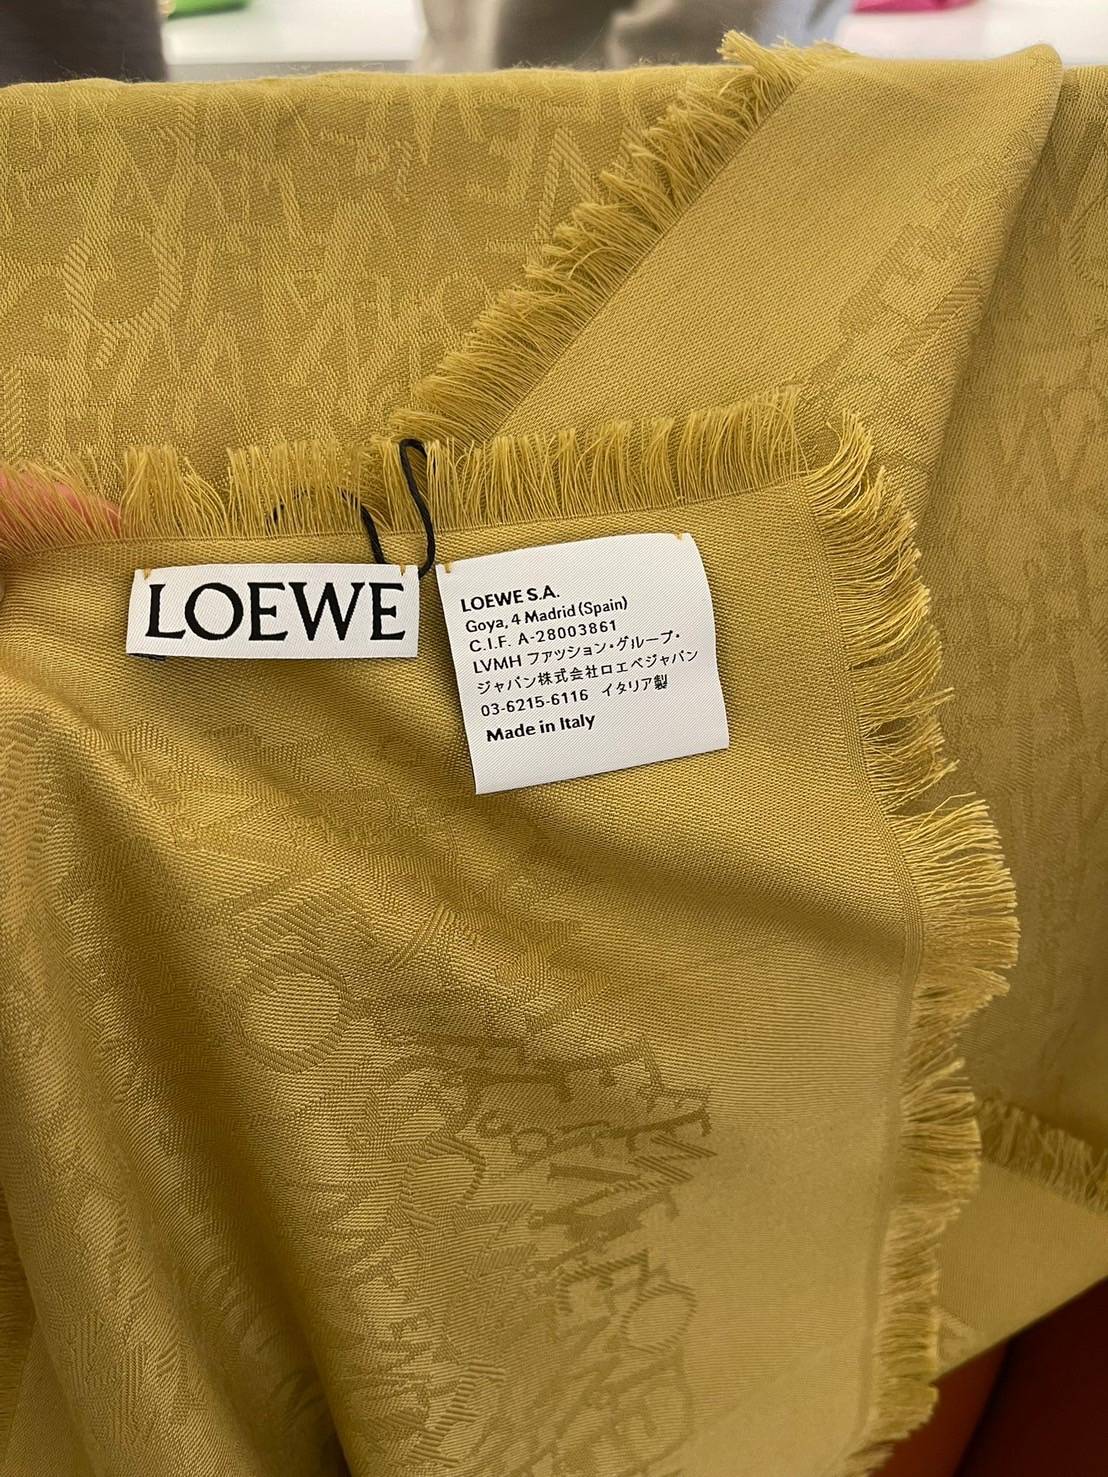 LOEWE
LOEWE S.A.
Goya, 4 Madrid (Spain)
C.I.F. A-28003861
LVMH ファッション・グループ・
ジャパン株式会社ロエベジャパン
03-6215-6116 イタリア製
Made in Italy